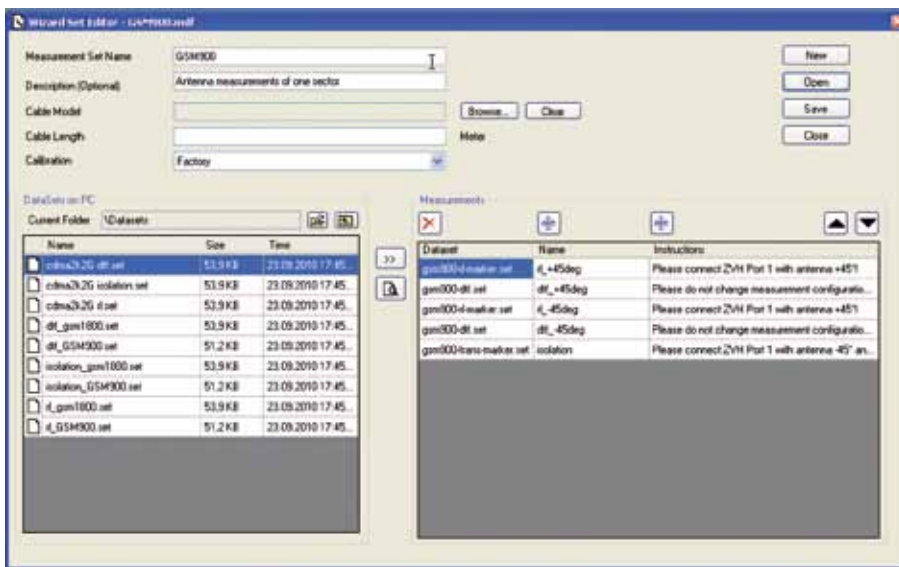 Wizard Set Editor - GSM900.mdf
Measurement Set Name GSM900 New
Description (Optional) Antenna measurements of one sector Open
Cable Model Browse... Clear Save
Cable Length Meter Close
Calibration Factory
DataSets on PC Measurements
Current Folder \Datasets
Name Size Time
Dataset Name Instructions
cdma2k2G dtf.set 53,9 KB 23.09.2010 17:45...
cdma2k2G isolation.set 53,9 KB 23.09.2010 17:45...
cdma2k2G rl.set 53,9 KB 23.09.2010 17:45...
dtf_gsm1800.set 53,9 KB 23.09.2010 17:45...
dtf_GSM900.set 51,2 KB 23.09.2010 17:45...
isolation_gsm1800.set 53,9 KB 23.09.2010 17:45...
isolation_GSM900.set 51,2 KB 23.09.2010 17:45...
rl_gsm1800.set 53,9 KB 23.09.2010 17:45...
rl_GSM900.set 51,2 KB 23.09.2010 17:45...
>>
gsm900-rl-marker.set rl_+45deg Please connect ZVH Port 1 with antenna +45°!
gsm900-dtf.set dtf_+45deg Please do not change measurement configuratio...
gsm900-rl-marker.set rl_-45deg Please connect ZVH Port 1 with antenna +45°!
gsm900-dtf.set dtf_-45deg Please do not change measurement configuratio...
gsm900-trans-marker.set isolation Please connect ZVH Port 1 with antenna -45° an...